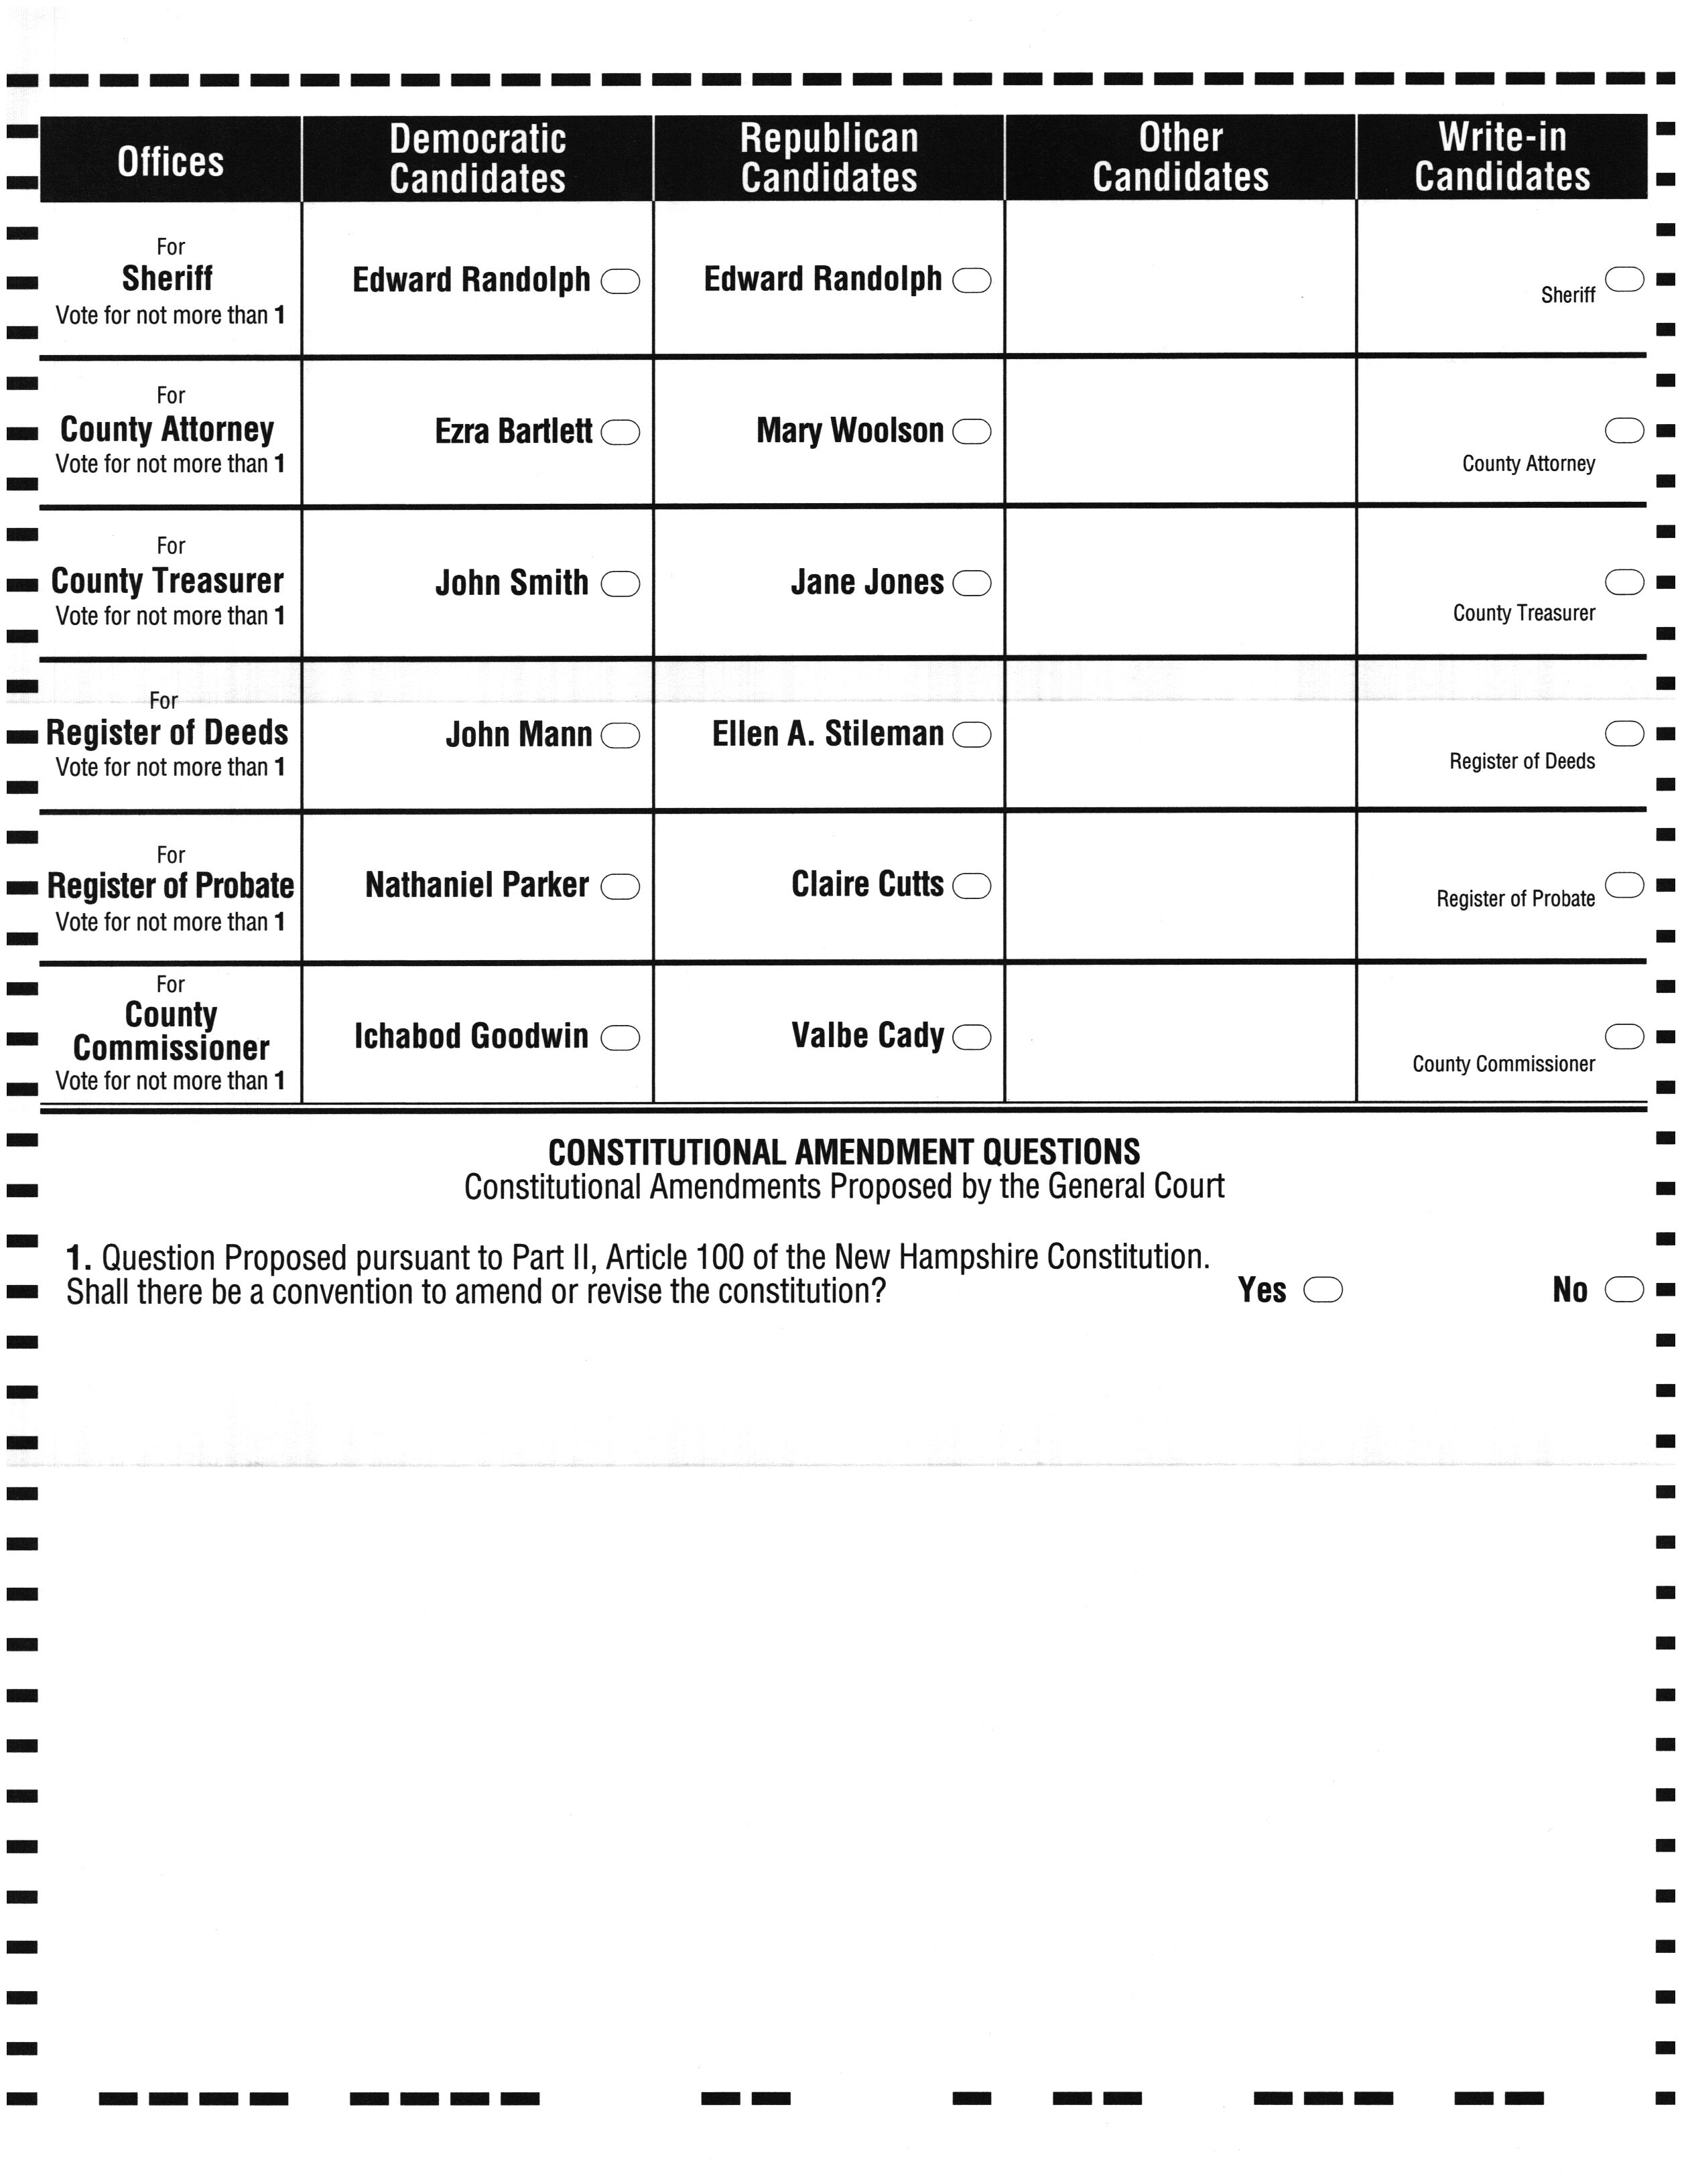 Offices
Democratic
Candidates
Republican
Candidates
Other
Candidates
Write-in
Candidates
For
Sheriff
Vote for not more than 1
Edward Randolph
Edward Randolph
Sheriff
For
County Attorney
Vote for not more than 1
Ezra Bartlett
Mary Woolson
County Attorney
For
County Treasurer
Vote for not more than 1
John Smith
Jane Jones
County Treasurer
For
Register of Deeds
Vote for not more than 1
John Mann
Ellen A. Stileman
Register of Deeds
For
Register of Probate
Vote for not more than 1
Nathaniel Parker
Claire Cutts
Register of Probate
For
County
Commissioner
Vote for not more than 1
Ichabod Goodwin
Valbe Cady
County Commissioner
CONSTITUTIONAL AMENDMENT QUESTIONS
Constitutional Amendments Proposed by the General Court
1. Question Proposed pursuant to Part II, Article 100 of the New Hampshire Constitution.
Shall there be a convention to amend or revise the constitution?
Yes
No